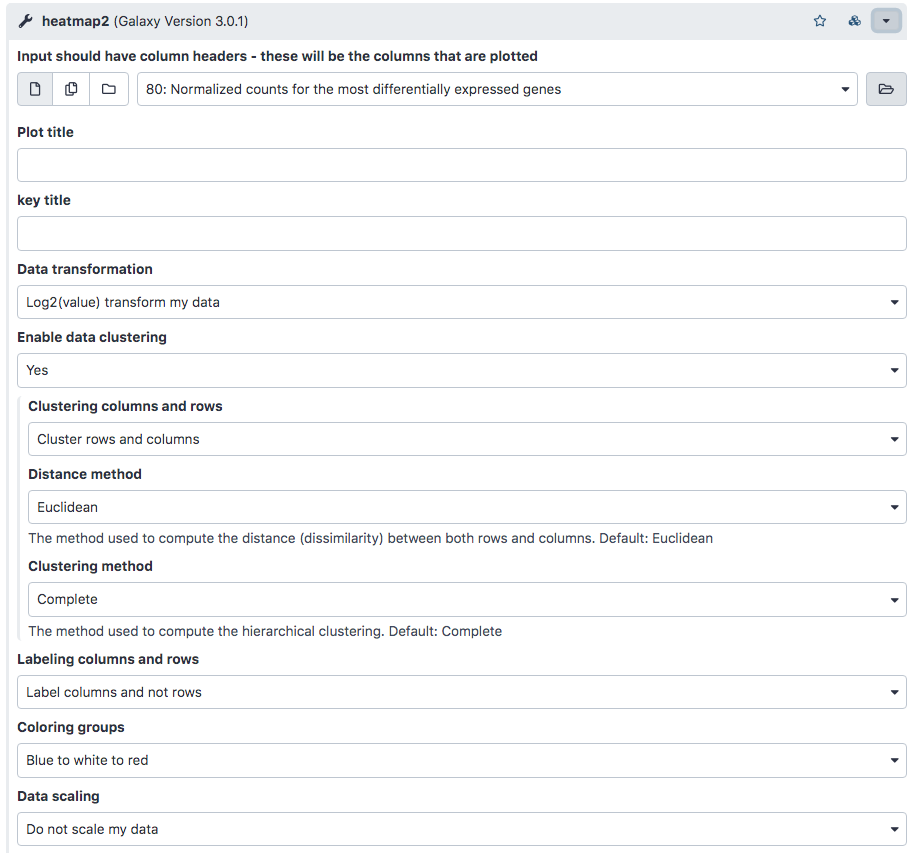 heatmap2 (Galaxy Version 3.0.1)
Input should have column headers - these will be the columns that are plotted
80: Normalized counts for the most differentially expressed genes
Plot title
key title
Data transformation
Log2(value) transform my data
Enable data clustering
Yes
Clustering columns and rows
Cluster rows and columns
Distance method
Euclidean
The method used to compute the distance (dissimilarity) between both rows and columns. Default: Euclidean
Clustering method
Complete
The method used to compute the hierarchical clustering. Default: Complete
Labeling columns and rows
Label columns and not rows
Coloring groups
Blue to white to red
Data scaling
Do not scale my data